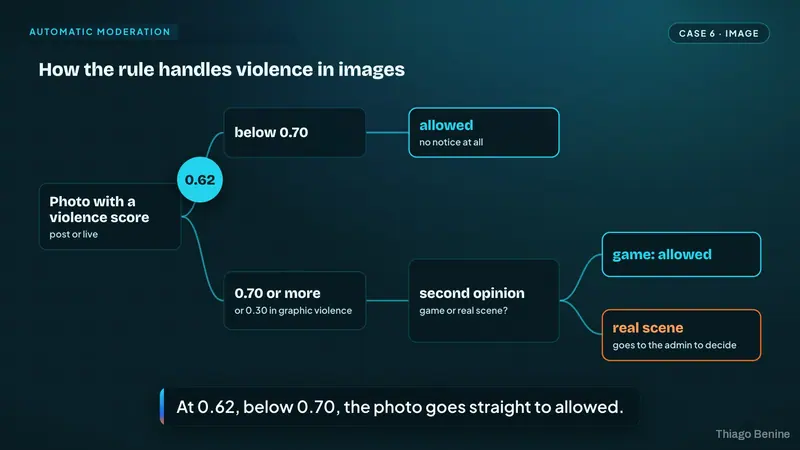 AUTOMATIC MODERATION
CASE 6 · IMAGE
How the rule handles violence in images
below 0.70
allowed
no notice at all
0.62
Photo with a
violence score
post or live
game: allowed
0.70 or more
or 0.30 in graphic violence
second opinion
game or real scene?
real scene
goes to the admin to decide
At 0.62, below 0.70, the photo goes straight to allowed.
Thiago Benine